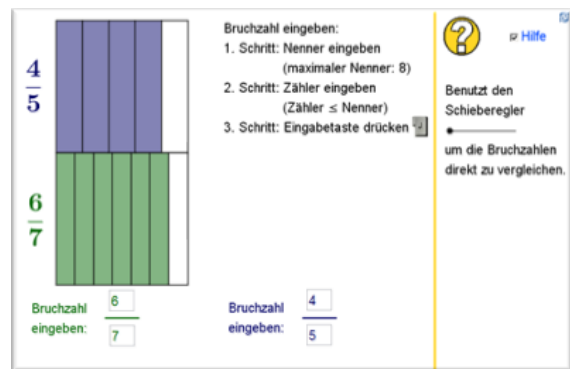 4
5
6
7
Bruchzahl eingeben:
1. Schritt: Nenner eingeben
(maximaler Nenner: 8)
2. Schritt: Zähler eingeben
(Zähler ≤ Nenner)
3. Schritt: Eingabetaste drücken
Bruchzahl
eingeben:
6
7
Bruchzahl
eingeben:
4
5
?
Hilfe
Benutzt den
Schieberegler
um die Bruchzahlen
direkt zu vergleichen.